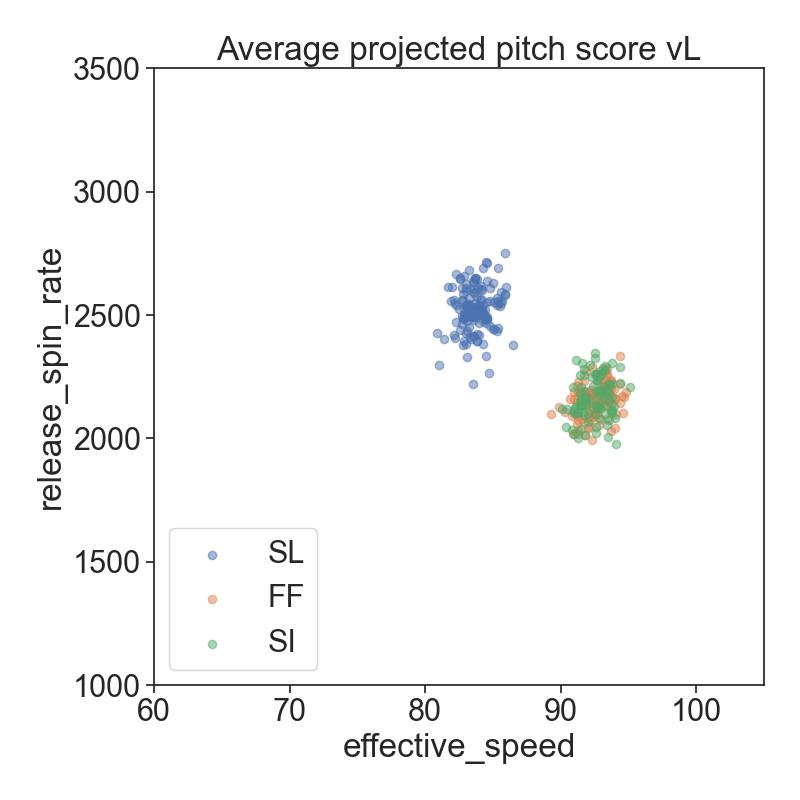 Average projected pitch score vL
3500
3000
2500
2000
1500
1000
release_spin_rate
SL
FF
SI
60 70 80 90 100
effective_speed